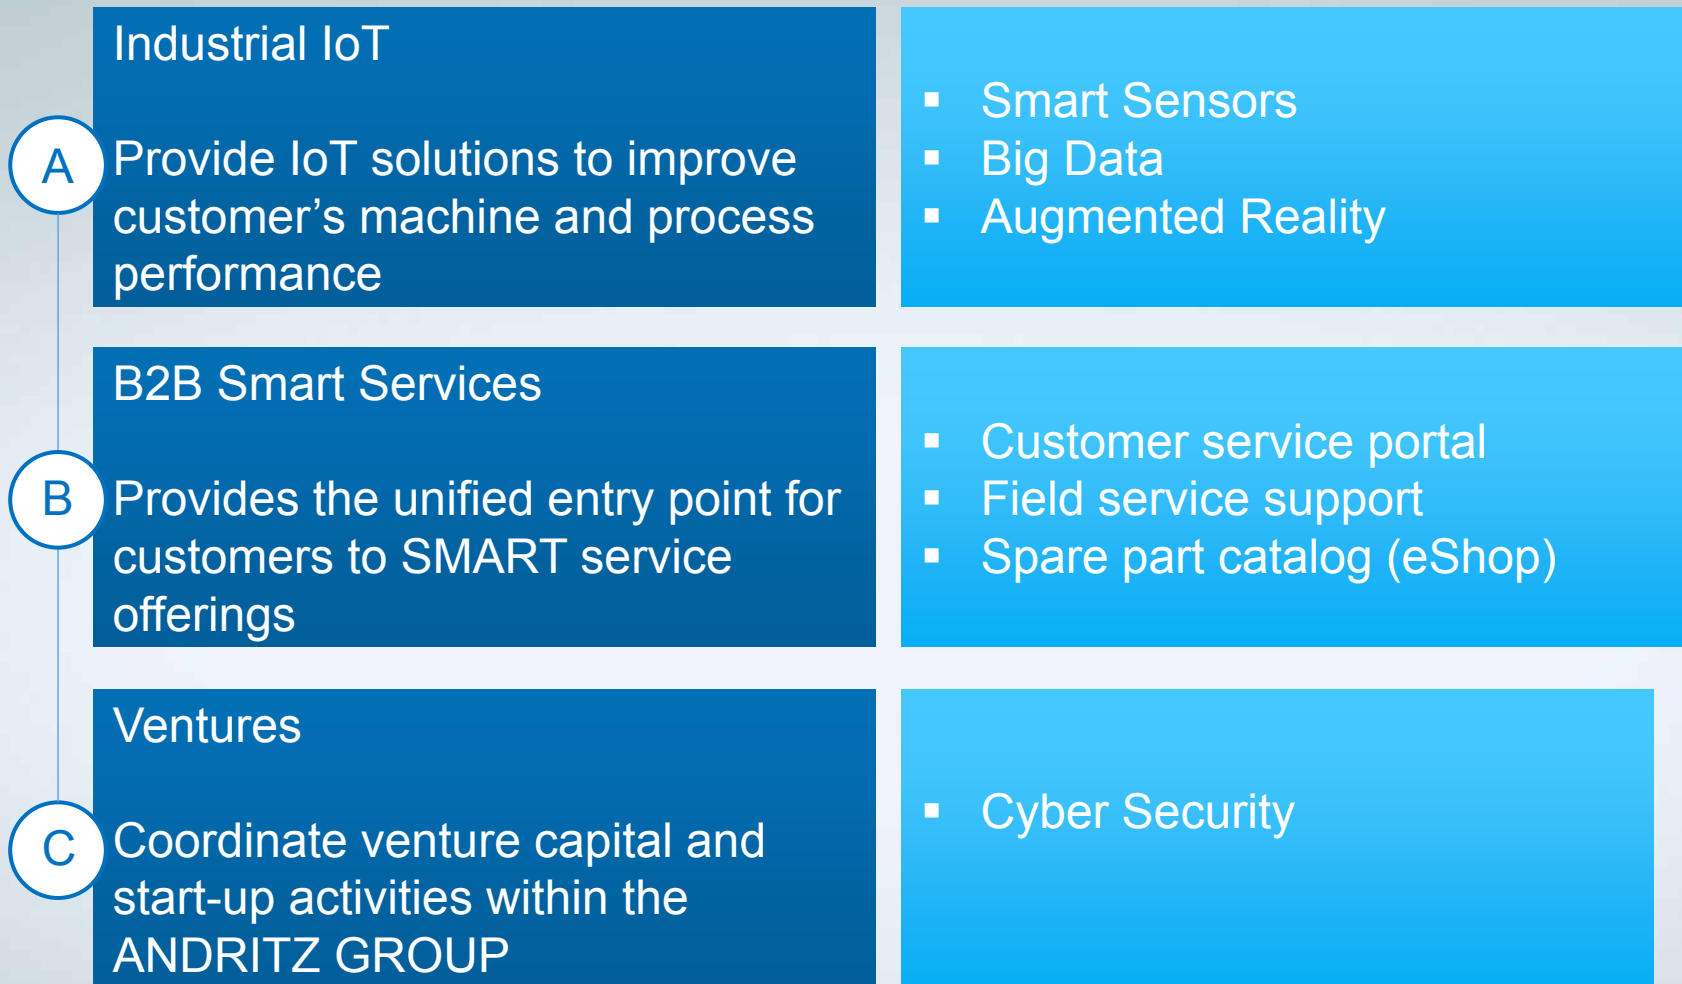 Industrial IoT
A
Provide IoT solutions to improve
customer’s machine and process
performance
▪ Smart Sensors
▪ Big Data
▪ Augmented Reality
B2B Smart Services
B
Provides the unified entry point for
customers to SMART service
offerings
▪ Customer service portal
▪ Field service support
▪ Spare part catalog (eShop)
Ventures
C
Coordinate venture capital and
start-up activities within the
ANDRITZ GROUP
▪ Cyber Security